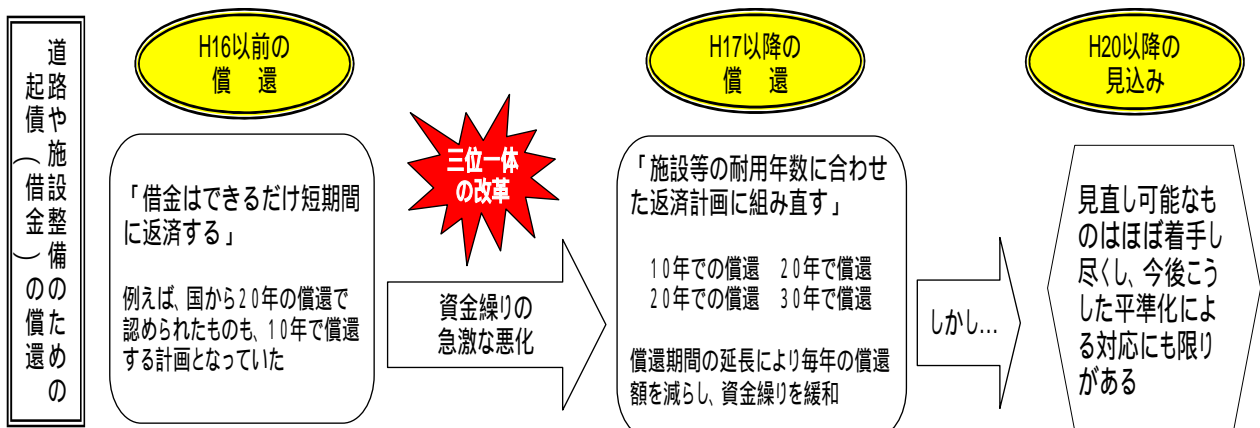 道路や施設整備のための
起債（借金）の償還
H16以前の
償　還
「借金はできるだけ短期間
に返済する」
例えば、国から20年の償還で
認められたものも、10年で償還
する計画となっていた
三位一体
の改革
資金繰りの
急激な悪化
H17以降の
償　還
「施設等の耐用年数に合わせ
た返済計画に組み直す」
10年での償還　20年で償還
20年での償還　30年で償還
償還期間の延長により毎年の償還
額を減らし、資金繰りを緩和
しかし…
H20以降の
見込み
見直し可能なも
のはほぼ着手し
尽くし、今後こう
した平準化によ
る対応にも限り
がある